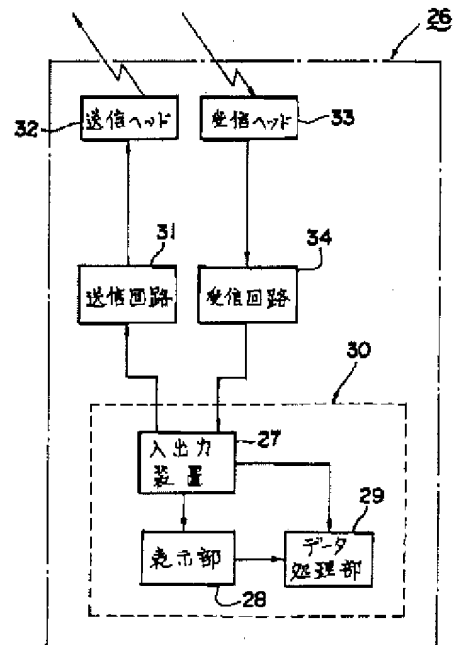 26
32
送信ヘッド
受信ヘッド
33
31
34
送信回路
受信回路
30
入出力
装置
27
29
表示部
データ
処理部
28